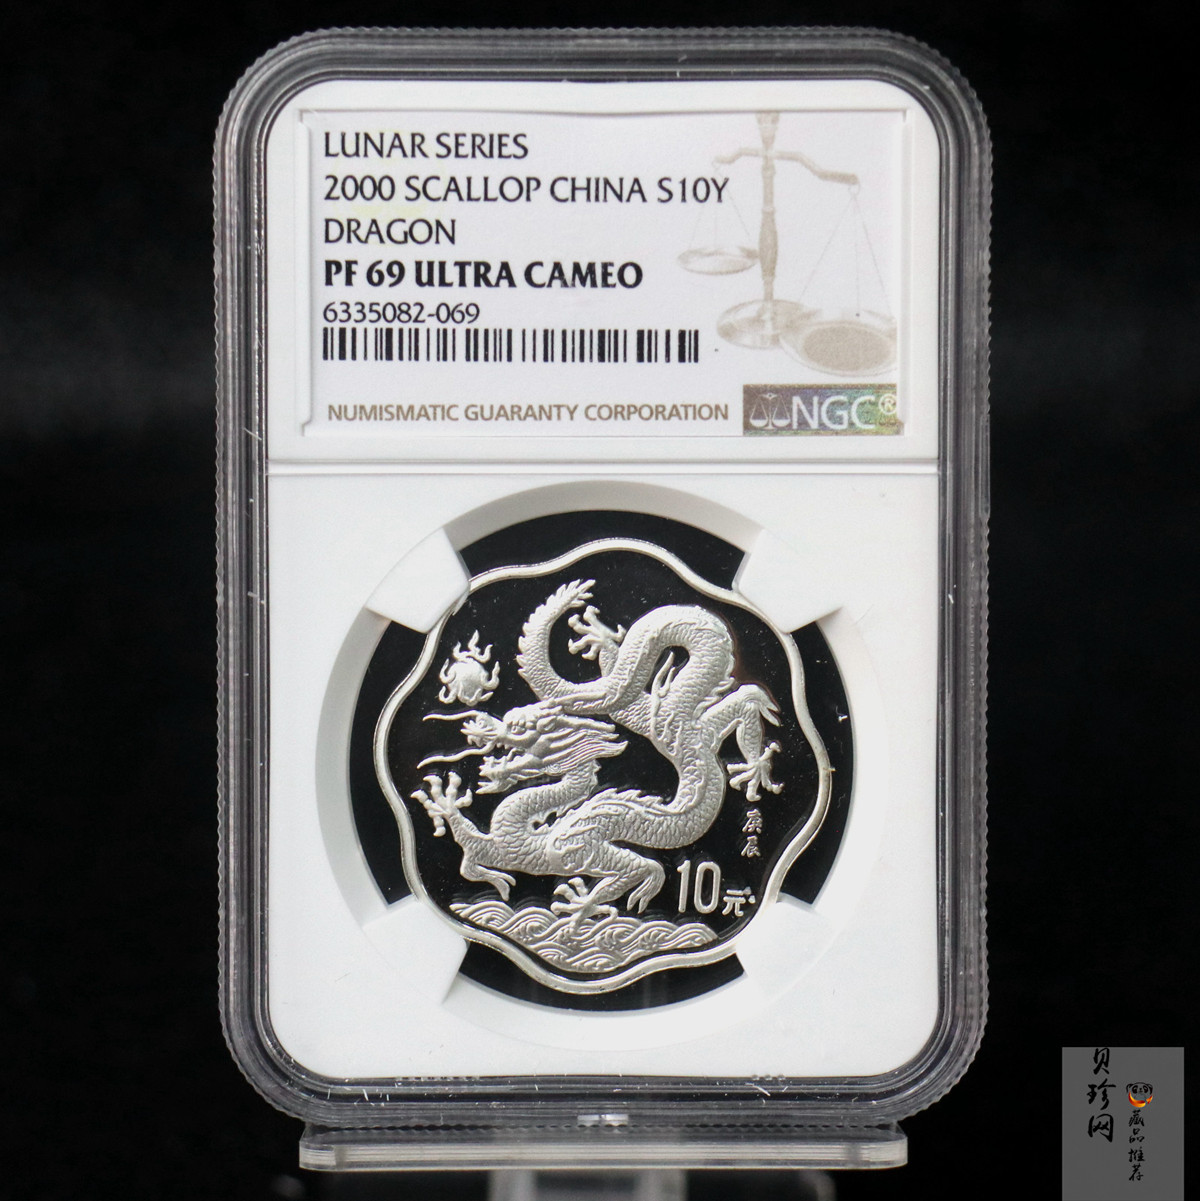 LUNAR SERIES
2000 SCALLOP CHINA S10Y
DRAGON
PF 69 ULTRA CAMEO
6335082-069
NUMISMATIC GUARANTY CORPORATION
NGC®
庚辰
10元
贝珍网
藏品推荐